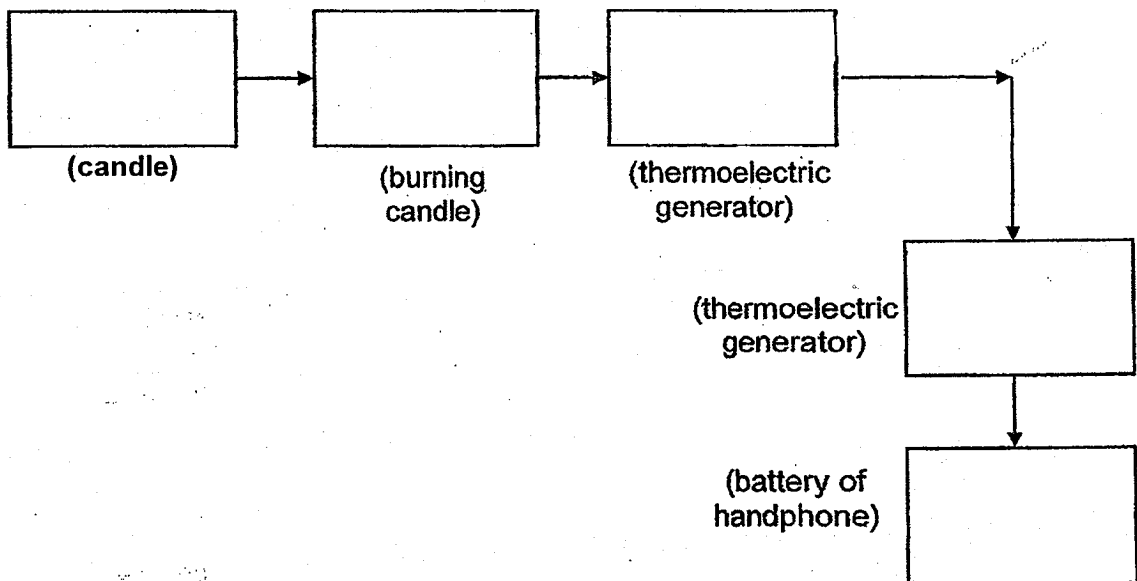 (candle)
(burning
candle)
(thermoelectric
generator)
(thermoelectric
generator)
(battery of
handphone)